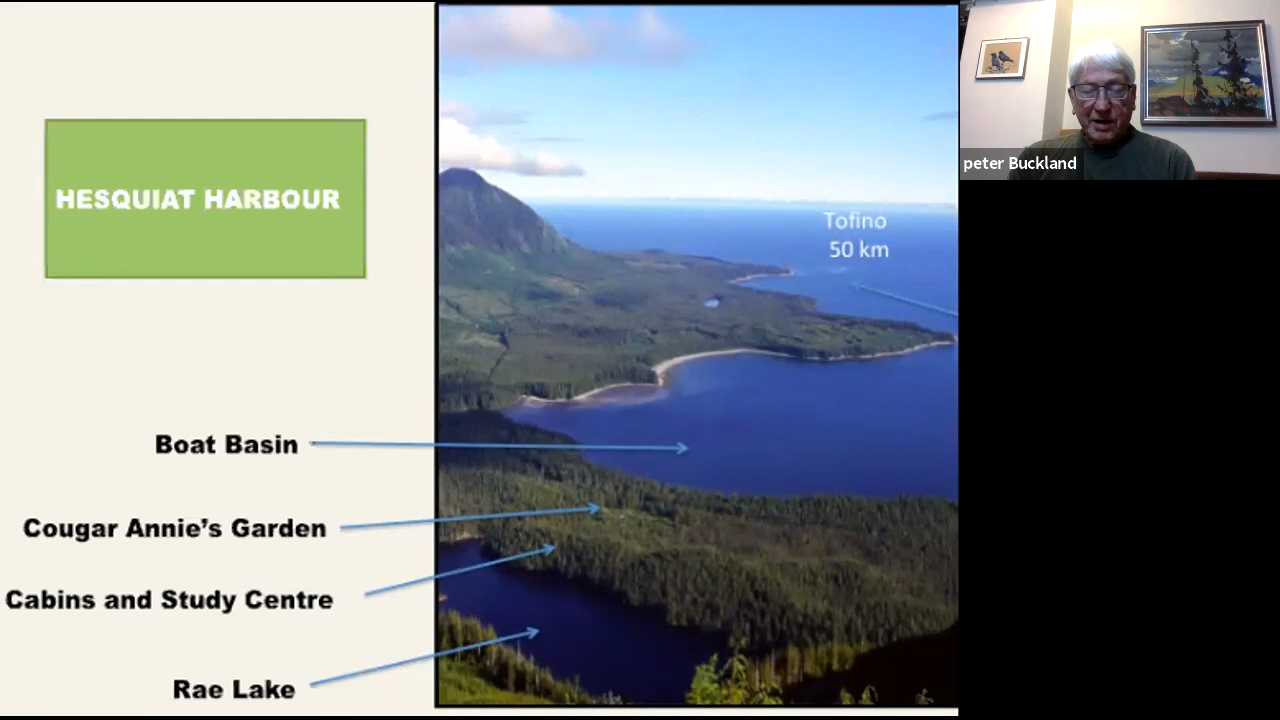 HESQUIAT HARBOUR
Tofino
50 km
Boat Basin
Cougar Annie’s Garden
Cabins and Study Centre
Rae Lake
peter Buckland